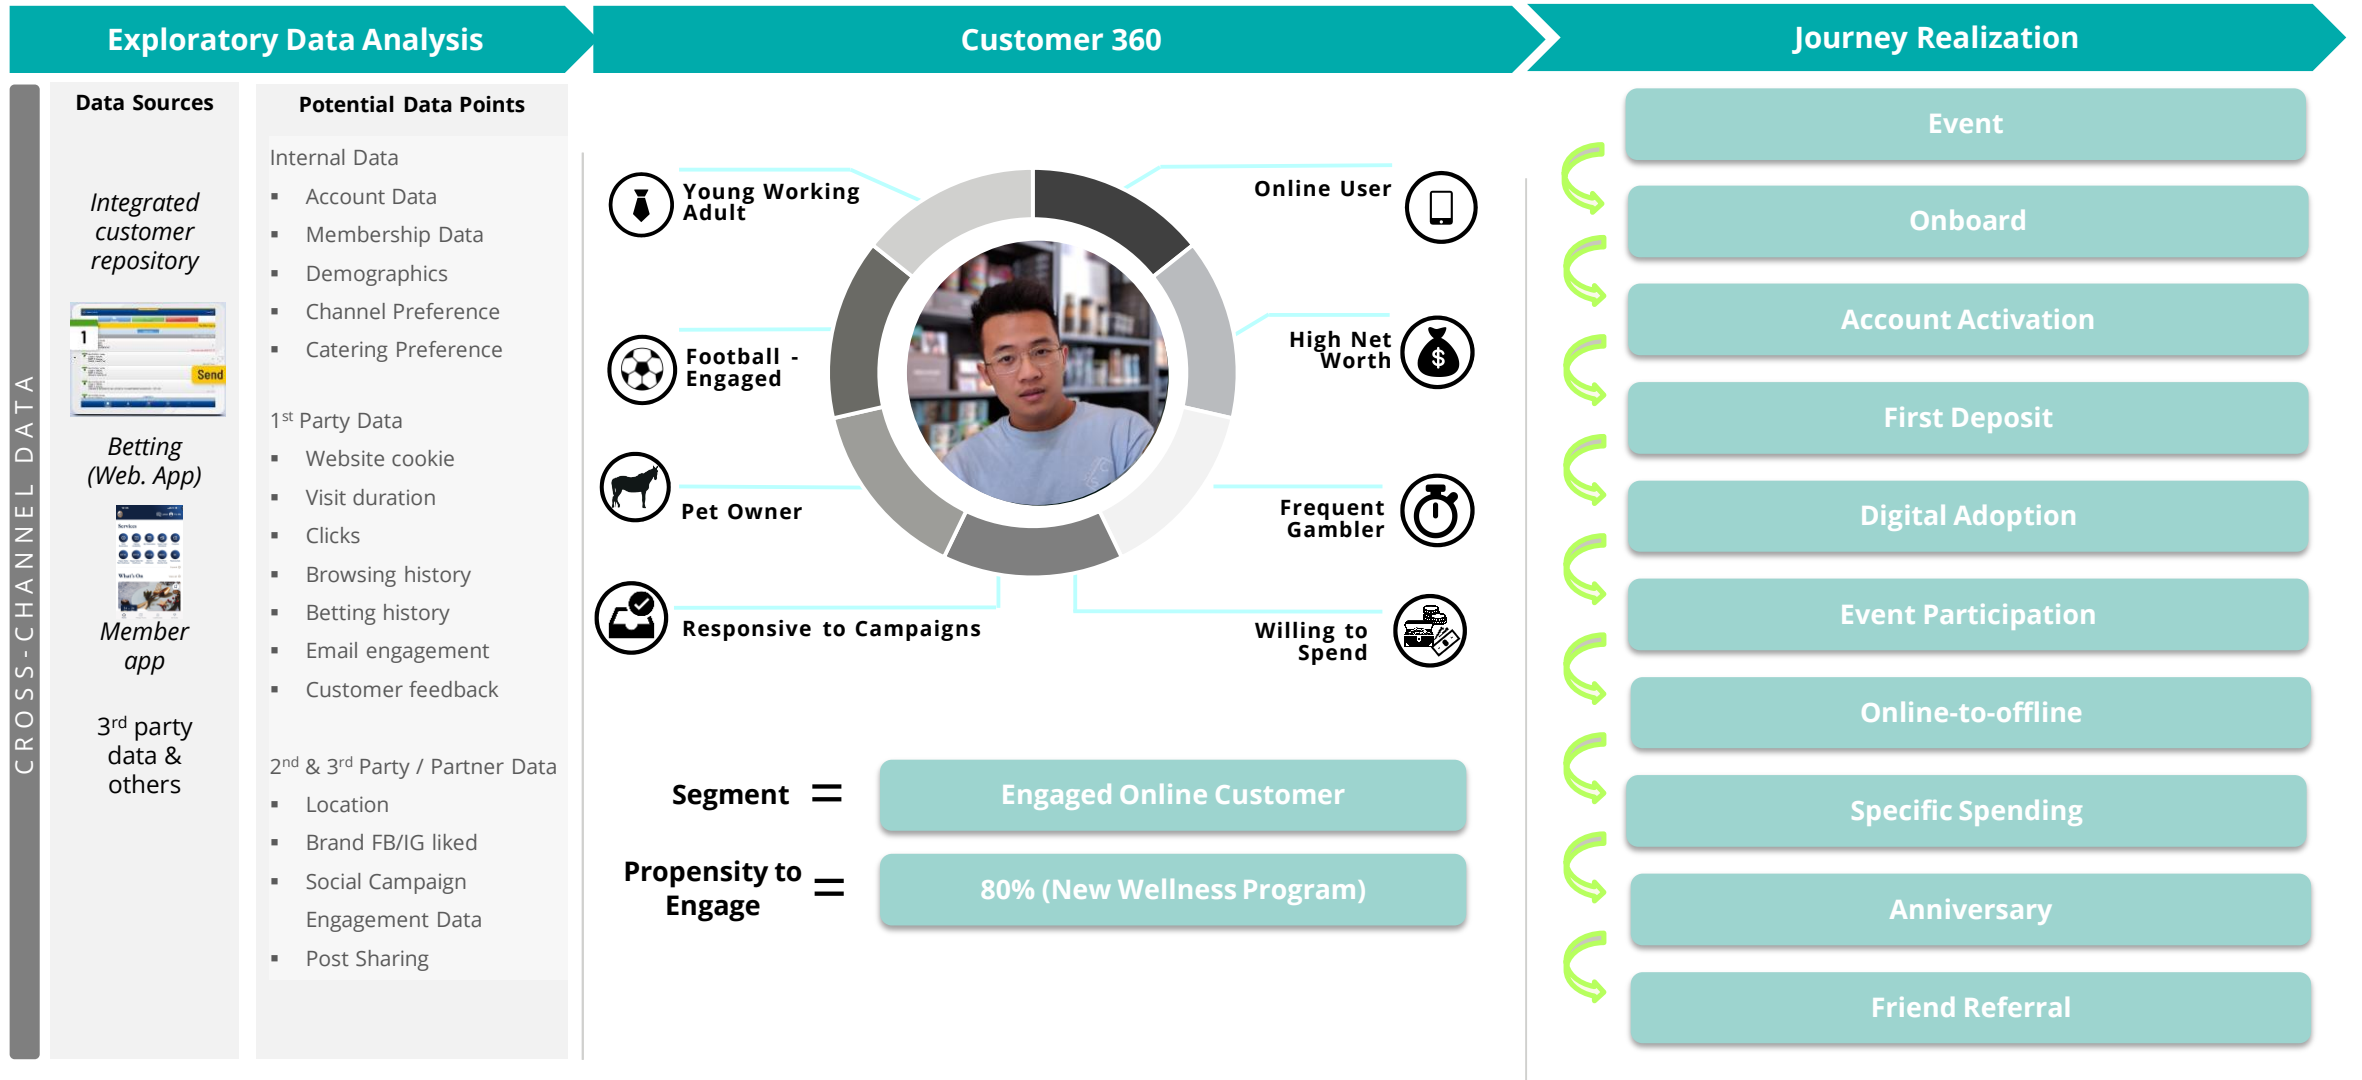 Exploratory Data Analysis
Customer 360
Journey Realization
CROSS-CHANNEL DATA
Data Sources
Integrated
customer
repository
1
Send
Betting
(Web. App)
Services
What's On
Member
app
3rd party
data &
others
Potential Data Points
Internal Data
▪ Account Data
▪ Membership Data
▪ Demographics
▪ Channel Preference
▪ Catering Preference
1st Party Data
▪ Website cookie
▪ Visit duration
▪ Clicks
▪ Browsing history
▪ Betting history
▪ Email engagement
▪ Customer feedback
2nd & 3rd Party / Partner Data
▪ Location
▪ Brand FB/IG liked
▪ Social Campaign
Engagement Data
▪ Post Sharing
Young Working
Adult
Football -
Engaged
Pet Owner
Responsive to Campaigns
Online User
High Net
Worth
$
Frequent
Gambler
Willing to
Spend
Segment = Engaged Online Customer
Propensity to
Engage = 80% (New Wellness Program)
Event
Onboard
Account Activation
First Deposit
Digital Adoption
Event Participation
Online-to-offline
Specific Spending
Anniversary
Friend Referral